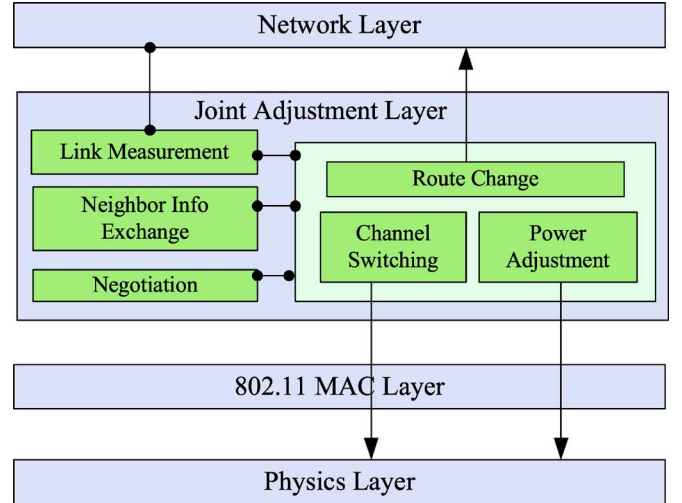 Network Layer
Joint Adjustment Layer
Link Measurement
Neighbor Info
Exchange
Negotiation
Route Change
Channel
Switching
Power
Adjustment
802.11 MAC Layer
Physics Layer